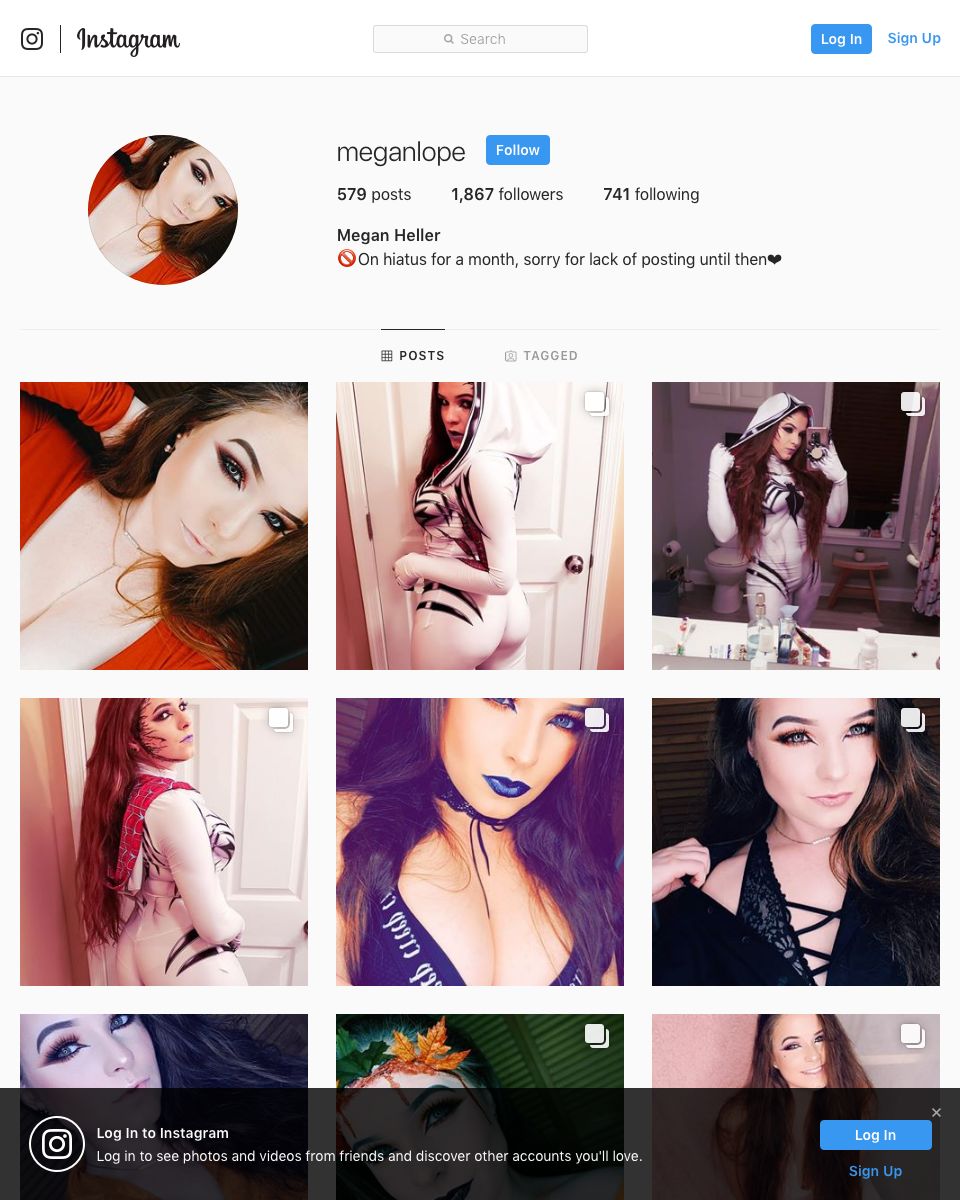 Instagram
Search
Log In
Sign Up
meganlope
Follow
579 posts
1,867 followers
741 following
Megan Heller
🚫On hiatus for a month, sorry for lack of posting until then❤
POSTS
TAGGED
creep creep
Log In to Instagram
Log in to see photos and videos from friends and discover other accounts you'll love.
Log In
Sign Up